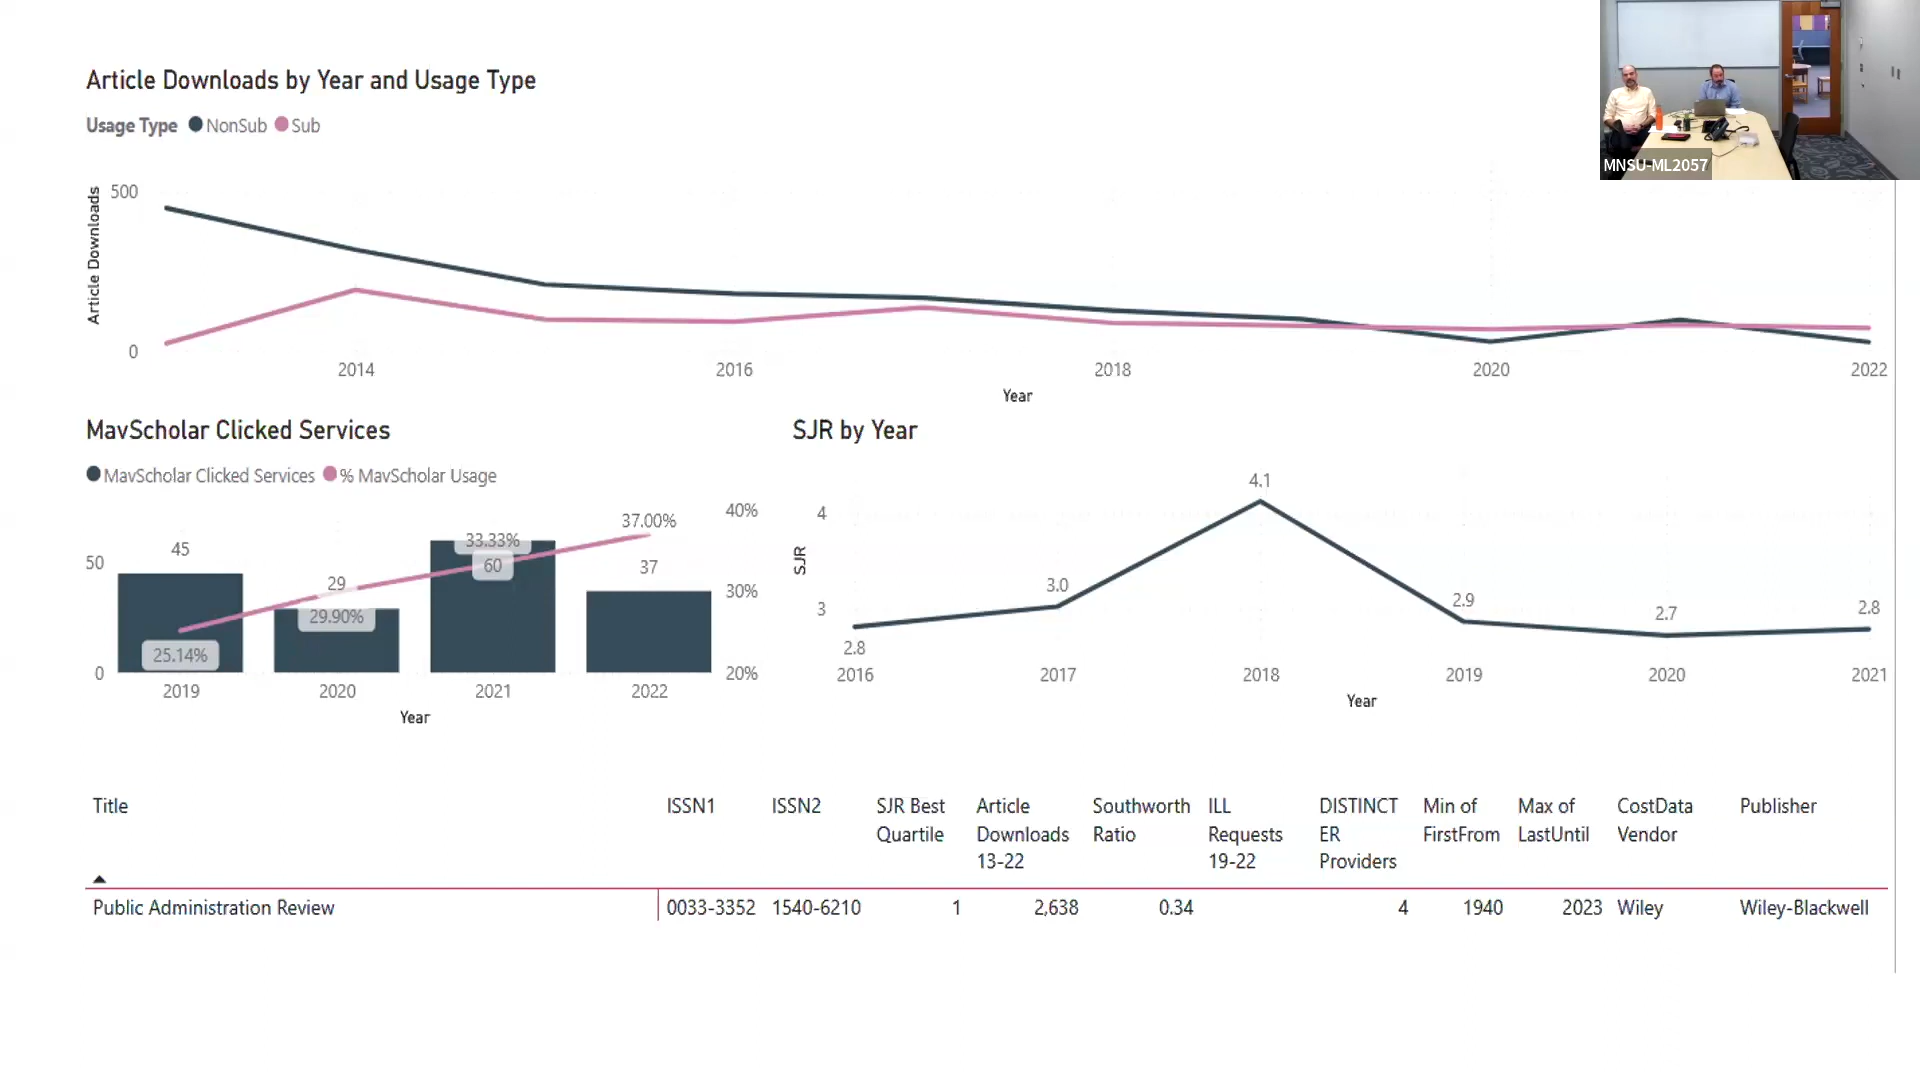 MNSU-ML2057
Article Downloads by Year and Usage Type
Usage Type NonSub Sub
Article Downloads
500
0
2014 2016 2018 2020 2022
Year
MavScholar Clicked Services
MavScholar Clicked Services % MavScholar Usage
50
0
45 29 60 37
25.14% 29.90% 33.33% 37.00%
40%
30%
20%
2019 2020 2021 2022
Year
SJR by Year
SJR
4
3
2.8 3.0 4.1 2.9 2.7 2.8
2016 2017 2018 2019 2020 2021
Year
Title ISSN1 ISSN2 SJR Best Article Southworth ILL DISTINCT Min of Max of CostData Publisher
Quartile Downloads Ratio Requests ER FirstFrom LastUntil Vendor
13-22 19-22 Providers
Public Administration Review 0033-3352 1540-6210 1 2,638 0.34 4 1940 2023 Wiley Wiley-Blackwell